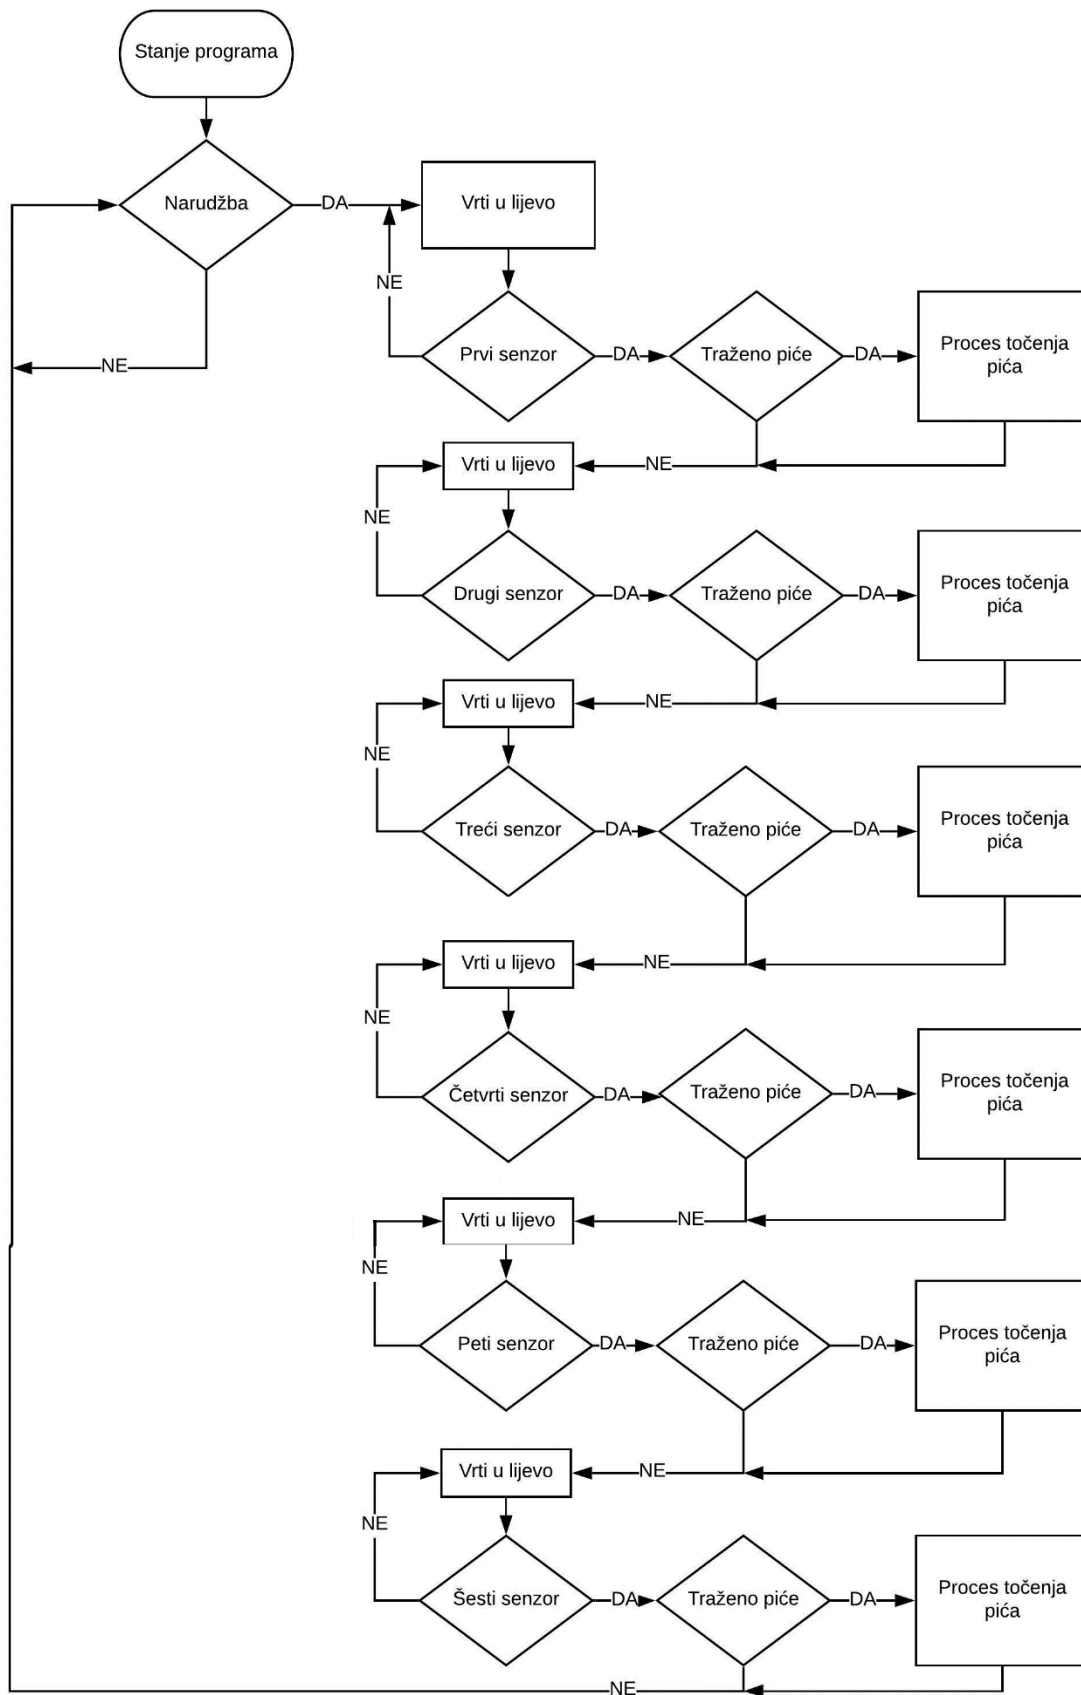 Stanje programa
Narudžba
DA
Vrti u lijevo
NE
NE
Prvi senzor
DA
Traženo piće
DA
Proces točenja
pića
Vrti u lijevo
NE
NE
Drugi senzor
DA
Traženo piće
DA
Proces točenja
pića
Vrti u lijevo
NE
NE
Treći senzor
DA
Traženo piće
DA
Proces točenja
pića
Vrti u lijevo
NE
NE
Četvrti senzor
DA
Traženo piće
DA
Proces točenja
pića
Vrti u lijevo
NE
NE
Peti senzor
DA
Traženo piće
DA
Proces točenja
pića
Vrti u lijevo
NE
NE
Šesti senzor
DA
Traženo piće
DA
Proces točenja
pića
NE